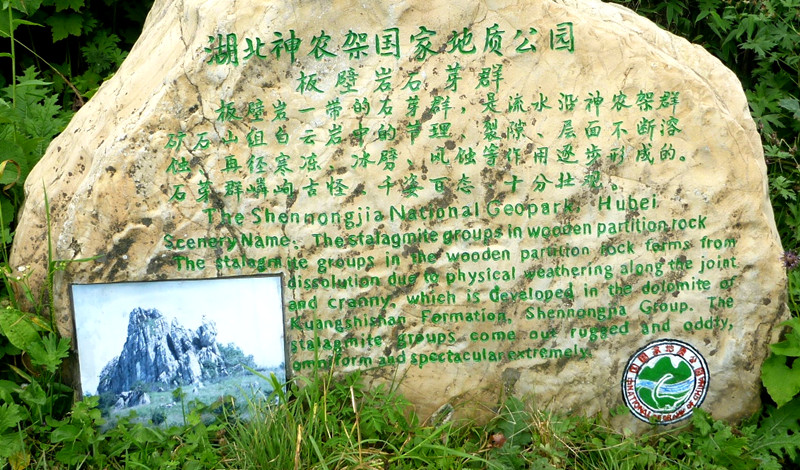 湖北神农架国家地质公园
板壁岩石芽群
板壁岩一带的石芽群，是流水沿神农架群
矿石山组白云岩中的节理、裂隙、层面不断溶
蚀，再径寒冻、冰劈、风蚀等作用逐步形成的。
石芽群嶙峋古怪，千姿百态，十分壮观。
The Shennongjia National Geopark, Hubei
Scenery Name: The stalagmite groups in wooden partition rock
The stalagmite groups in the wooden partition rock forms from
dissolution due to physical weathering along the joint
and cranny, which is developed in the dolomite of
Kuangshishan Formation, Shennongjia Group. The
stalagmite groups come out rugged and oddly,
omniform and spectacular extremely.